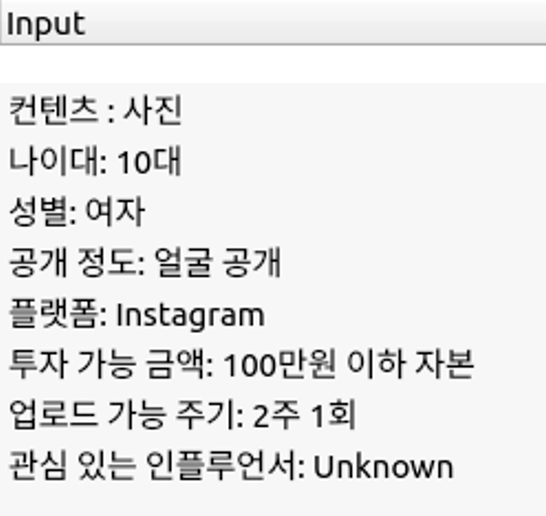 Input
컨텐츠 : 사진
나이대: 10대
성별: 여자
공개 정도: 얼굴 공개
플랫폼: Instagram
투자 가능 금액: 100만원 이하 자본
업로드 가능 주기: 2주 1회
관심 있는 인플루언서: Unknown